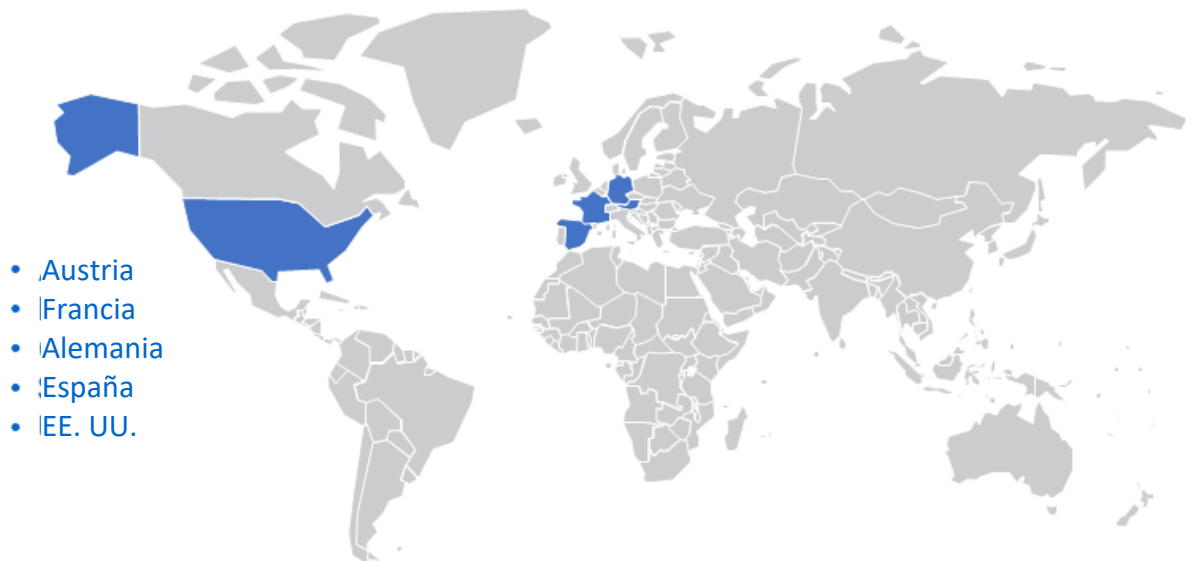 • Austria
• Francia
• Alemania
• España
• EE. UU.